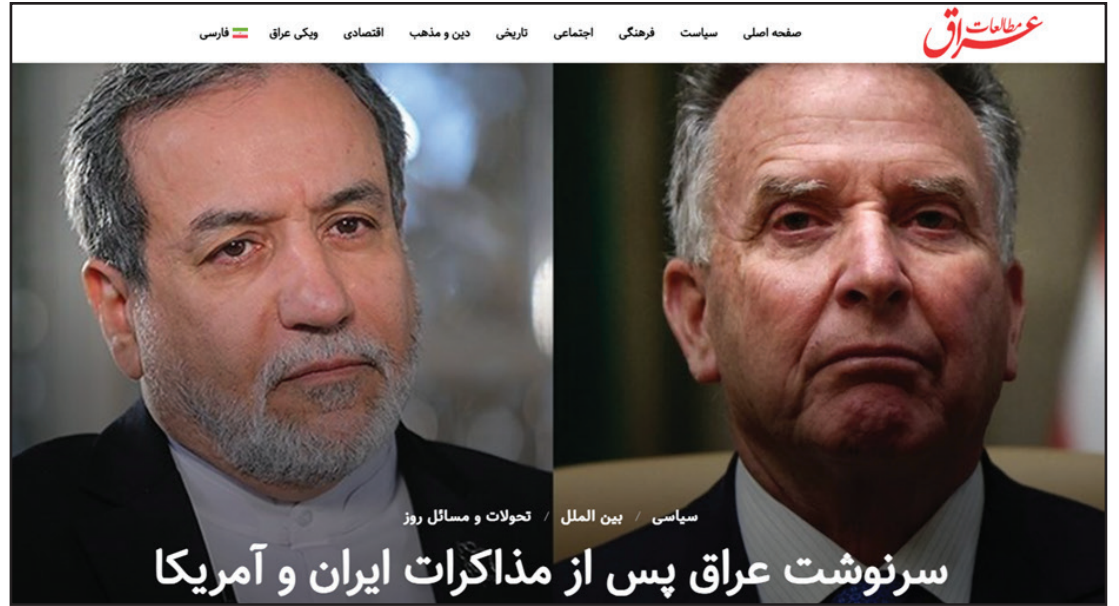 مطالعات عراق
صفحه اصلی سیاست فرهنگی اجتماعی تاریخی دین و مذهب اقتصادی ویکی عراق فارسی
سیاسی / بین الملل / تحولات و مسائل روز
سرنوشت عراق پس از مذاکرات ایران و آمریکا